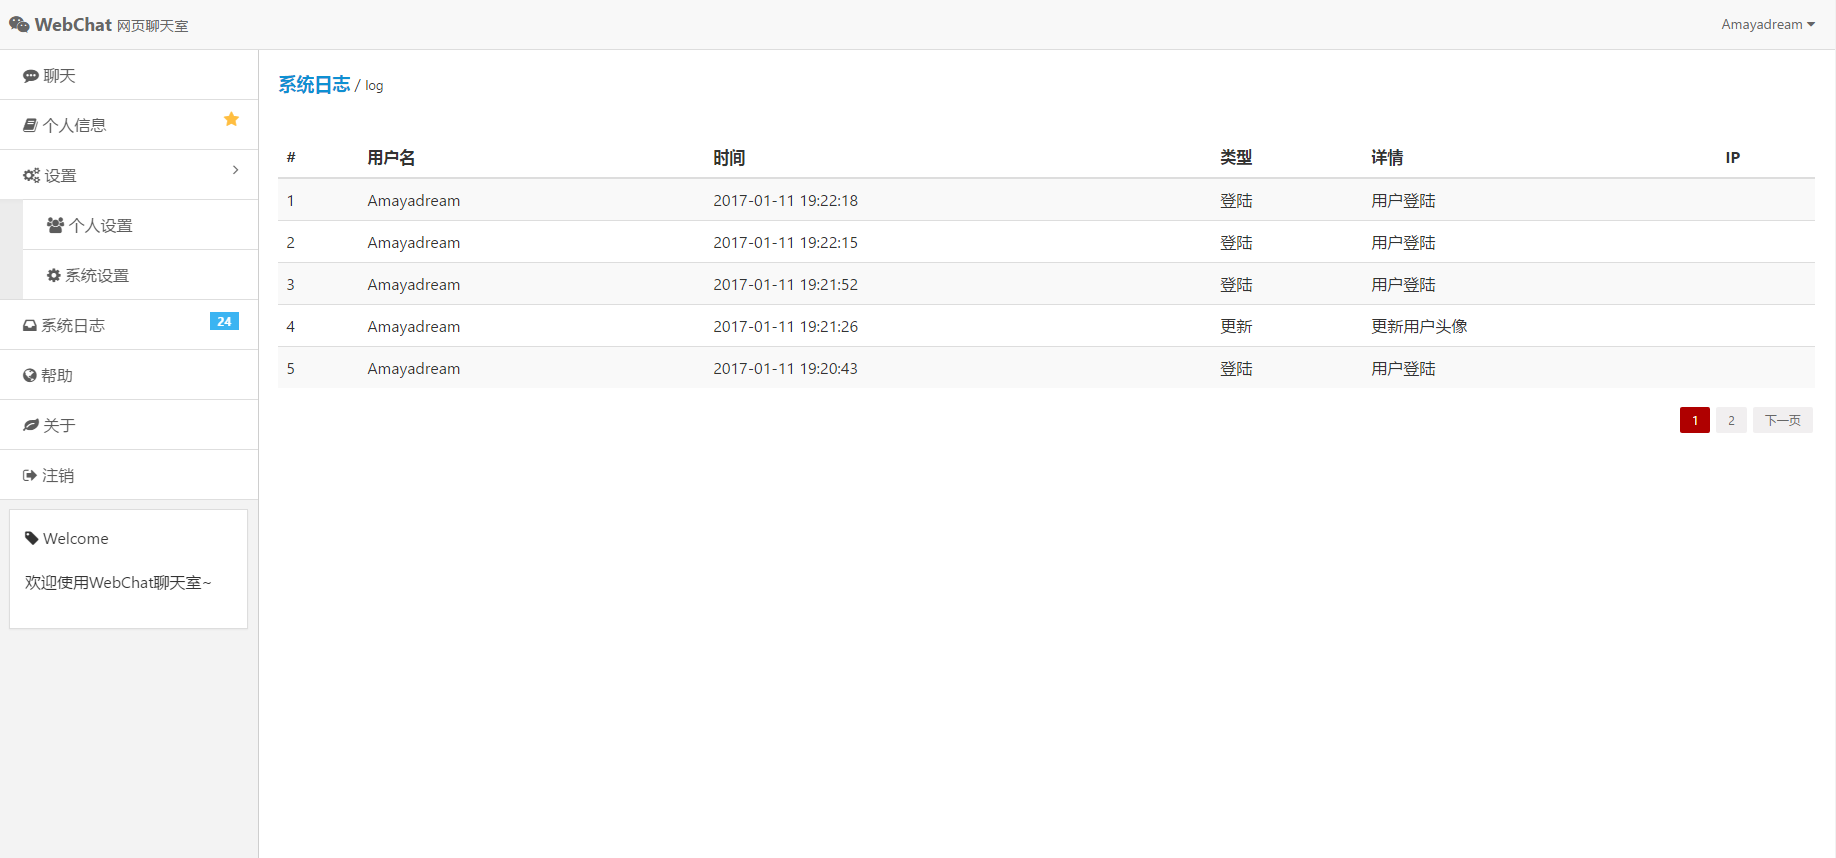 WebChat 网页聊天室
Amayadream
聊天
个人信息
设置
个人设置
系统设置
系统日志 24
帮助
关于
注销
Welcome
欢迎使用WebChat聊天室~
系统日志 / log
# 用户名 时间 类型 详情 IP
1 Amayadream 2017-01-11 19:22:18 登陆 用户登陆
2 Amayadream 2017-01-11 19:22:15 登陆 用户登陆
3 Amayadream 2017-01-11 19:21:52 登陆 用户登陆
4 Amayadream 2017-01-11 19:21:26 更新 更新用户头像
5 Amayadream 2017-01-11 19:20:43 登陆 用户登陆
1 2 下一页